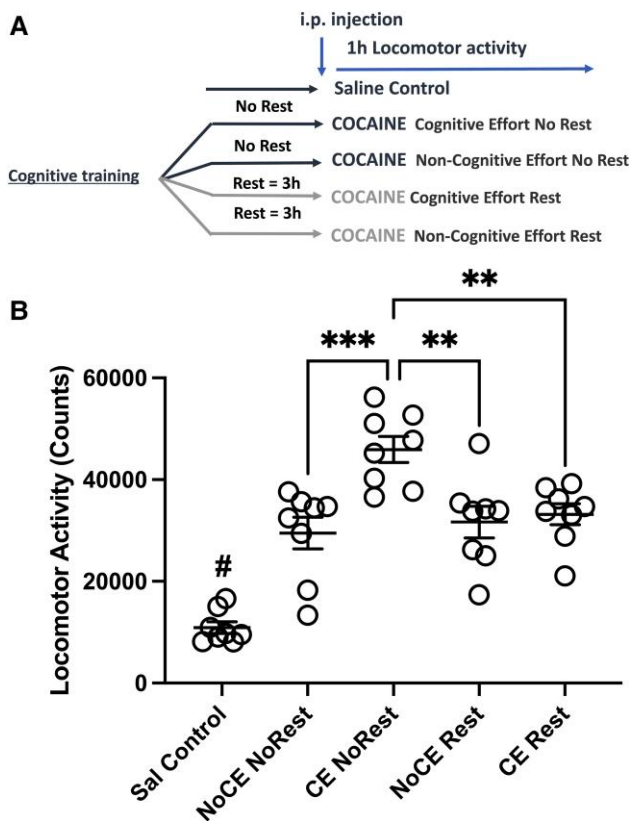 A
i.p. injection
1h Locomotor activity
Saline Control
No Rest
COCAINE Cognitive Effort No Rest
No Rest
COCAINE Non-Cognitive Effort No Rest
Cognitive training
Rest = 3h
COCAINE Cognitive Effort Rest
Rest = 3h
COCAINE Non-Cognitive Effort Rest
B
**
*** **
Locomotor Activity (Counts)
60000
40000
20000
0
#
Sal Control
NoCE NoRest
CE NoRest
NoCE Rest
CE Rest